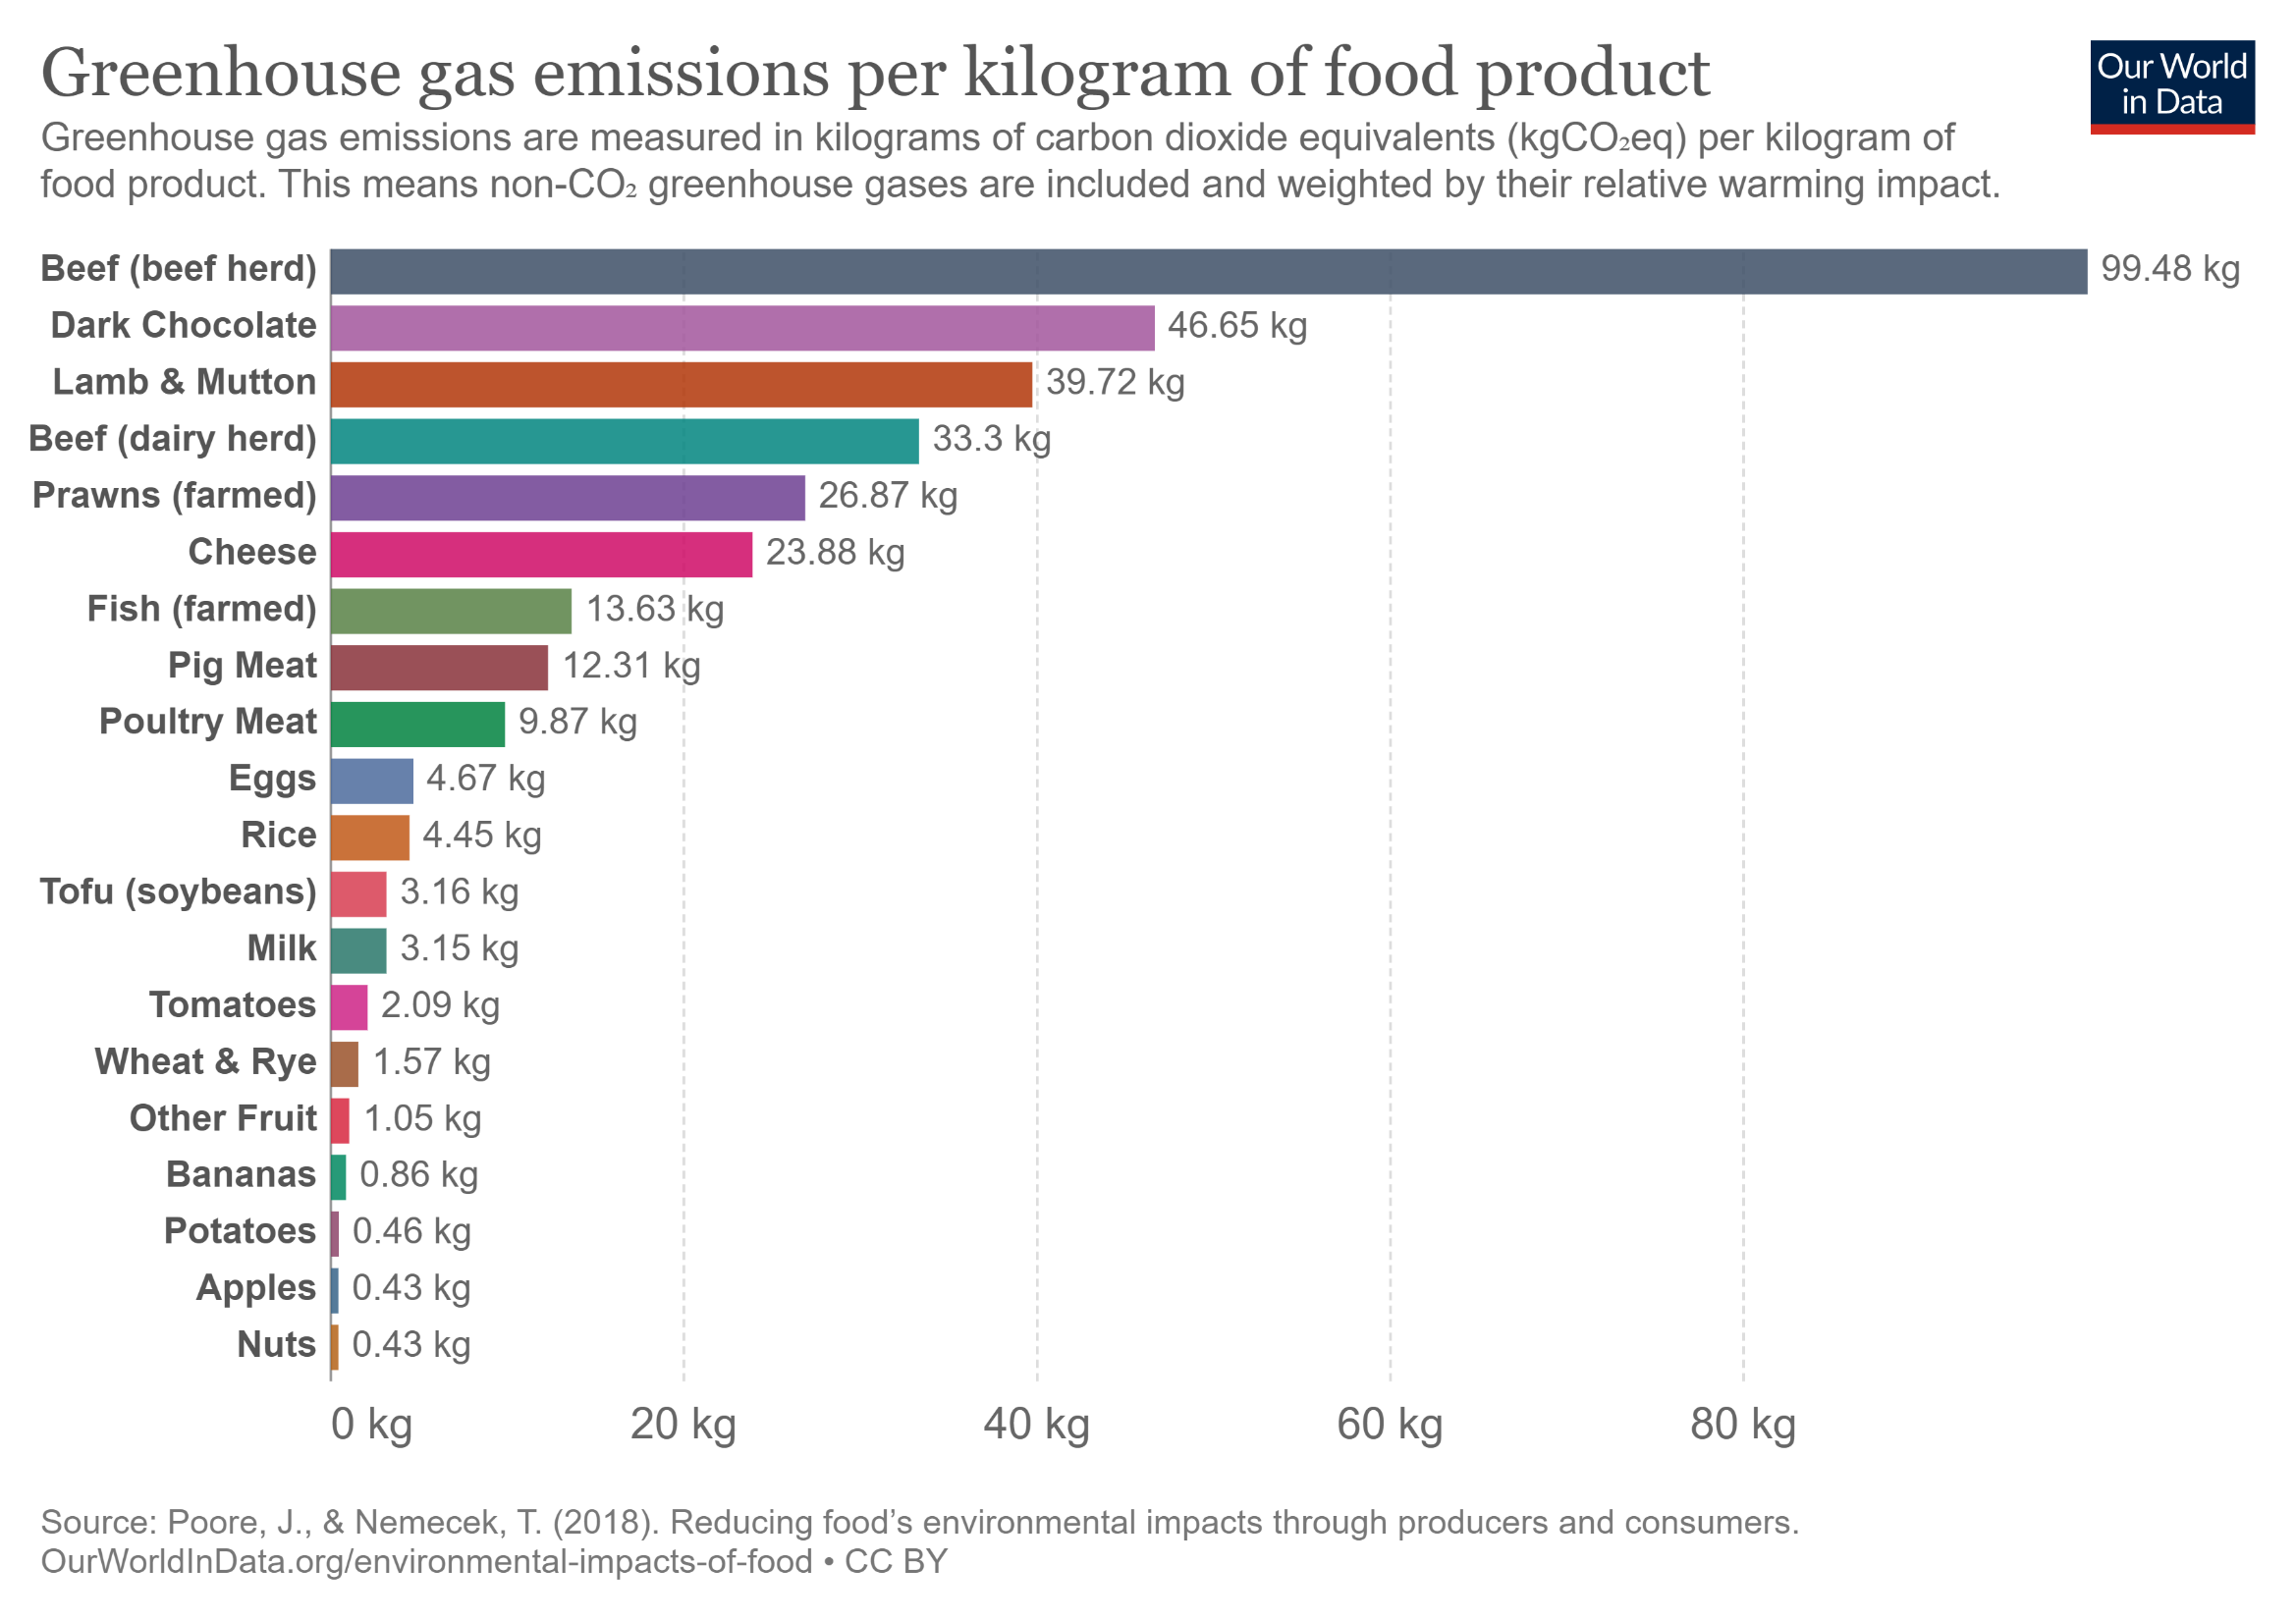 Greenhouse gas emissions per kilogram of food product
Our World
in Data
Greenhouse gas emissions are measured in kilograms of carbon dioxide equivalents (kgCO₂eq) per kilogram of
food product. This means non-CO₂ greenhouse gases are included and weighted by their relative warming impact.
Beef (beef herd) 99.48 kg
Dark Chocolate 46.65 kg
Lamb & Mutton 39.72 kg
Beef (dairy herd) 33.3 kg
Prawns (farmed) 26.87 kg
Cheese 23.88 kg
Fish (farmed) 13.63 kg
Pig Meat 12.31 kg
Poultry Meat 9.87 kg
Eggs 4.67 kg
Rice 4.45 kg
Tofu (soybeans) 3.16 kg
Milk 3.15 kg
Tomatoes 2.09 kg
Wheat & Rye 1.57 kg
Other Fruit 1.05 kg
Bananas 0.86 kg
Potatoes 0.46 kg
Apples 0.43 kg
Nuts 0.43 kg
0 kg 20 kg 40 kg 60 kg 80 kg
Source: Poore, J., & Nemecek, T. (2018). Reducing food’s environmental impacts through producers and consumers.
OurWorldInData.org/environmental-impacts-of-food • CC BY